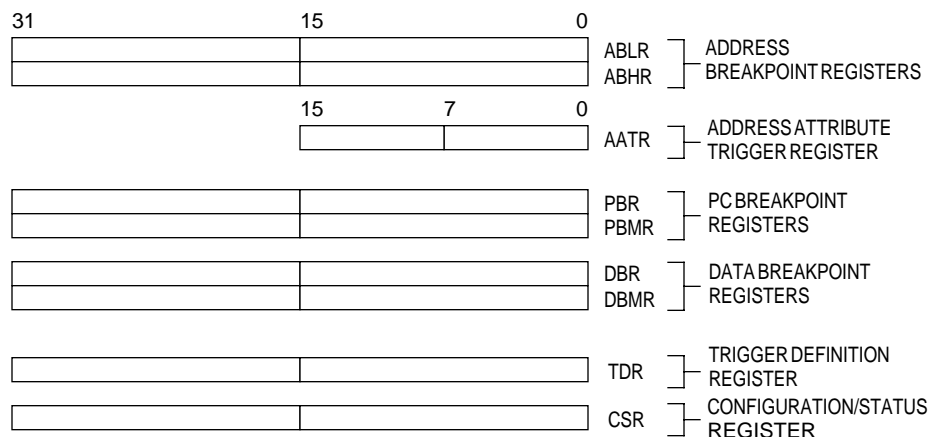 31 15 0
ABLR ADDRESS
ABHR BREAKPOINT REGISTERS
15 7 0
AATR ADDRESS ATTRIBUTE
TRIGGER REGISTER
PBR PC BREAKPOINT
PBMR REGISTERS
DBR DATA BREAKPOINT
DBMR REGISTERS
TDR TRIGGER DEFINITION
REGISTER
CSR CONFIGURATION/STATUS
REGISTER